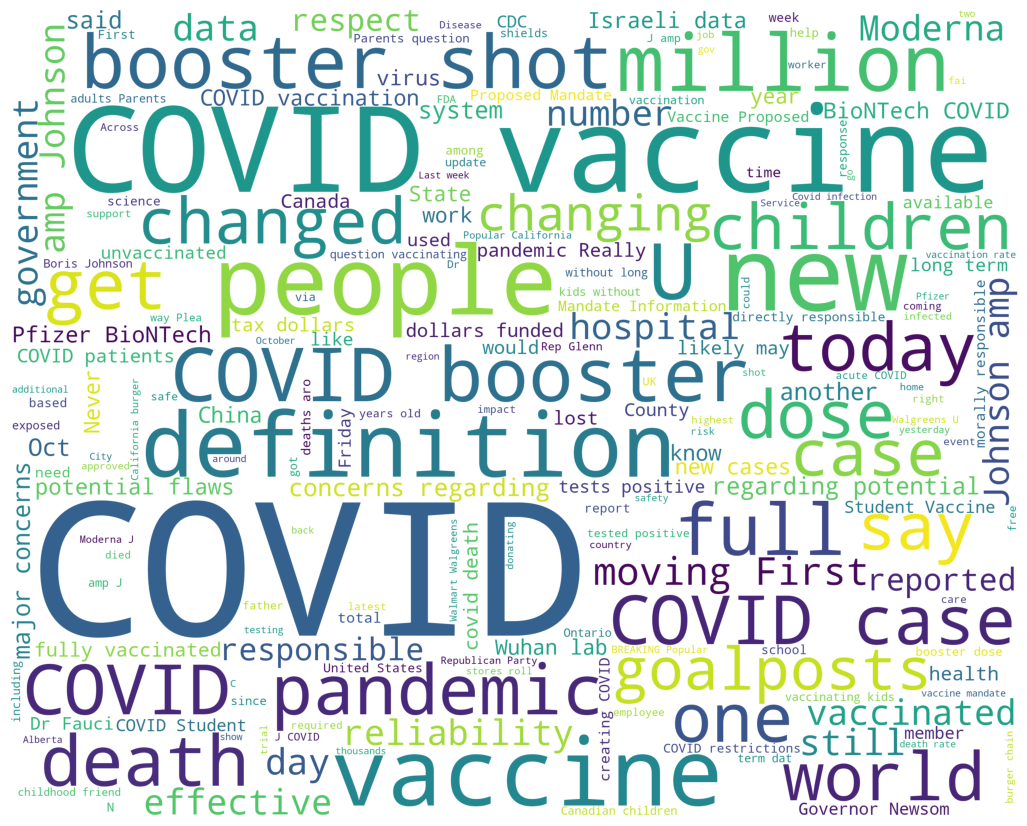 said
First
data
respect
Disease
Parents question
CDC
shields
Israeli data
J amp
week
job
gov
help
two
Moderna
booster shot
million
worker
fai
adults Parents
virus
COVID vaccination
system
FDA
Proposed Mandate
number
vaccination
Vaccine Proposed
year
BioNTech COVID
amp Johnson
government
Across
COVID vaccine
among
update
Last week
time
response
go
science
support
Canada
State
work
Popular California
Service
Covid infection
available
changed
changing
children
unvaccinated
used
question vaccinating
Dr
pandemic Really
U
new
vaccination rate
long term
Boris Johnson
get
people
via
without long
kids without
Mandate Information
could
Pfizer
coming
infected
way Plea
October
tax dollars
dollars funded
hospital
directly responsible
Pfizer BioNTech
like
would
Rep Glenn
likely may
today
COVID patients
COVID booster
region
UK
shot
acute COVID
home
right
another
morally responsible
Johnson amp
additional
based
safe
Never
California burger
China
deaths aro
years old
impact
lost
County
highest
risk
dose
Walgreens U
yesterday
exposed
Oct
City
approved
definition
around
got
Friday
know
new cases
case
event
need
potential flaws
concerns regarding
tests positive
safety
regarding potential
report
Student Vaccine
free
major concerns
COVID
back
Moderna J
died
amp J
covid death
Walmart Walgreens
donating
tested positive
country
full
say
moving First
reported
care
father
latest
testing
total
COVID case
fully vaccinated
responsible
Wuhan lab
Ontario
school
booster dose
including
United States
Republican Party
stores roll
BREAKING Popular
goalposts
health
COVID pandemic
C
since
vaccinating kids
vaccine mandate
Dr Fauci
COVID Student
show
J COVID
required
trial
reliability
creating COVID
employee
one
vaccinated
member
still
death rate
Alberta
death
day
thousands
vaccine
COVID restrictions
term dat
world
burger chain
childhood friend
N
effective
Canadian children
Governor Newsom